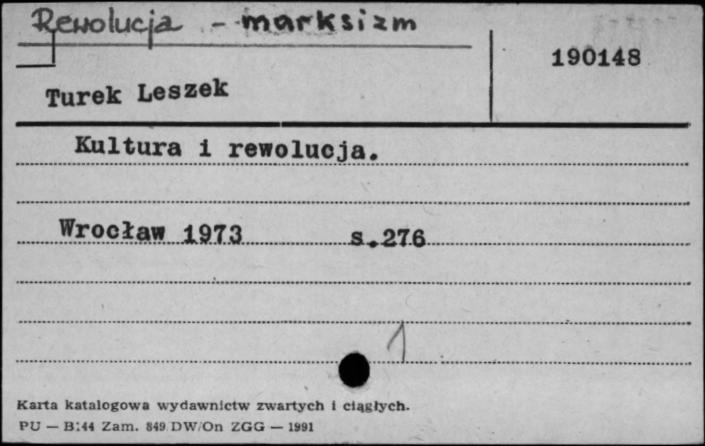 Rewolucja - marksizm
190148
Turek Leszek
Kultura i rewolucja.
Wrocław 1973 s.276
1
Karta katalogowa wydawnictw zwartych i ciągłych.
PU — B:44 Zam. 849 DW/On ZGG — 1991